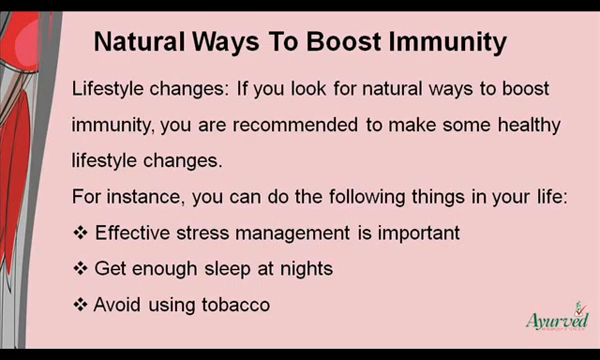 Natural Ways To Boost Immunity
Lifestyle changes: If you look for natural ways to boost
immunity, you are recommended to make some healthy
lifestyle changes.
For instance, you can do the following things in your life:
❖ Effective stress management is important
❖ Get enough sleep at nights
❖ Avoid using tobacco
Ayurved